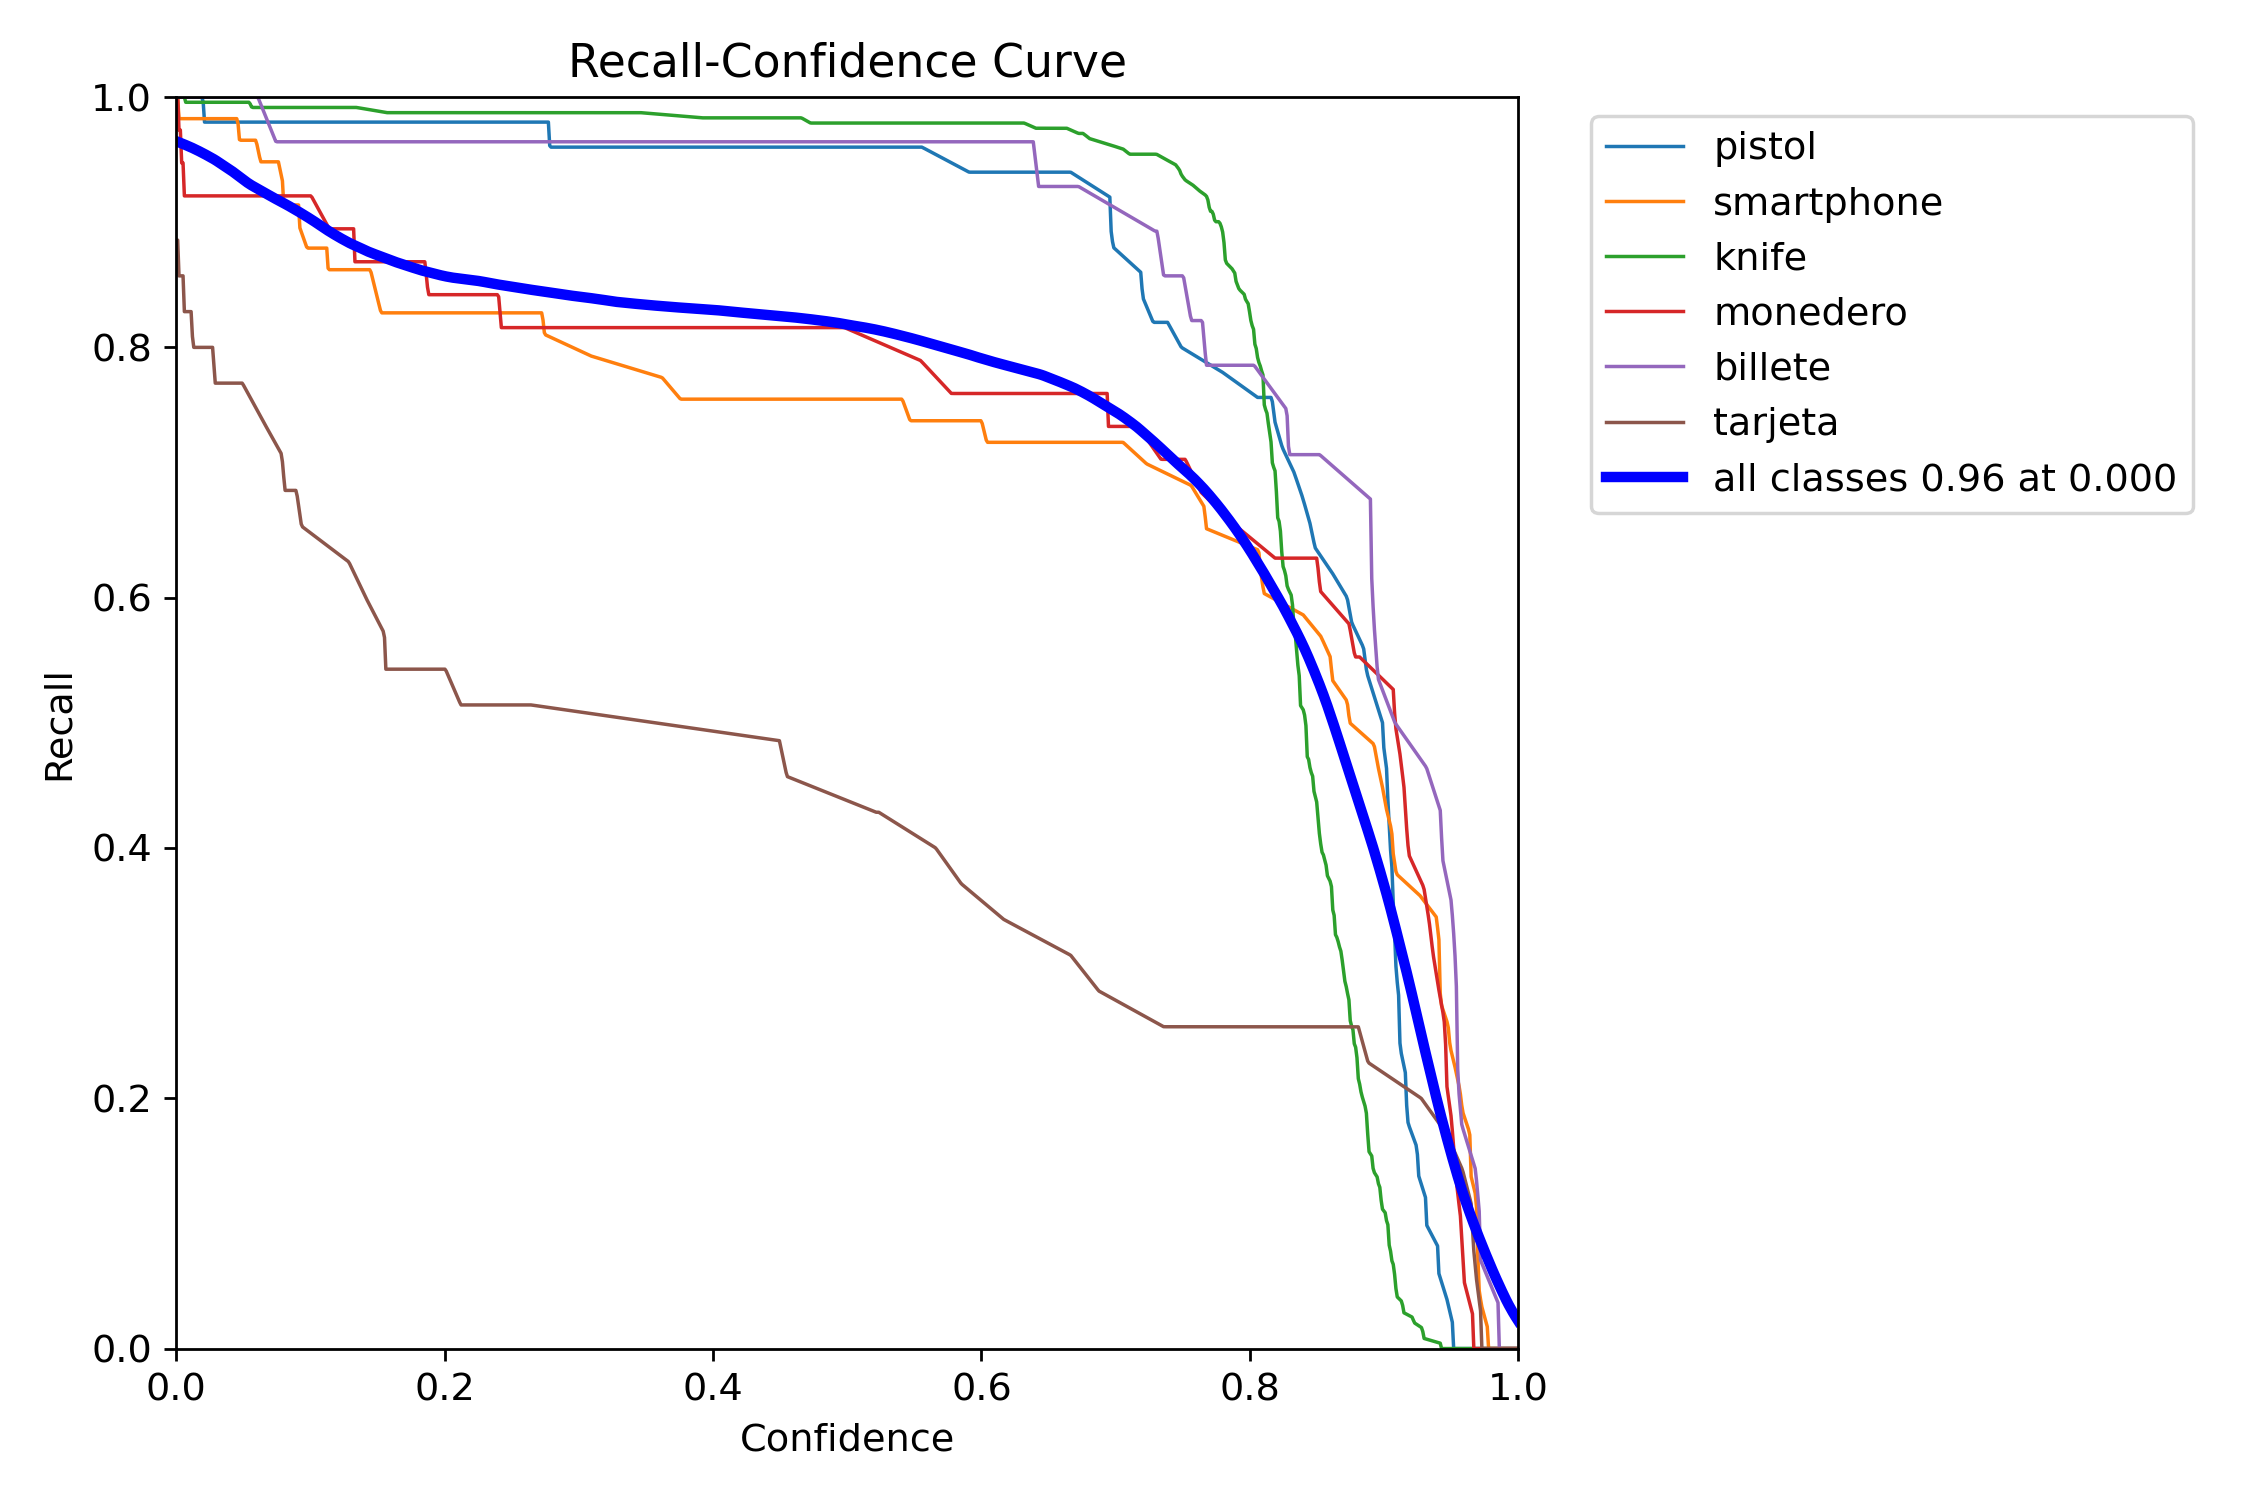 Recall-Confidence Curve
1.0
0.8
0.6
0.4
0.2
0.0
Recall
0.0 0.2 0.4 0.6 0.8 1.0
Confidence
pistol
smartphone
knife
monedero
billete
tarjeta
all classes 0.96 at 0.000